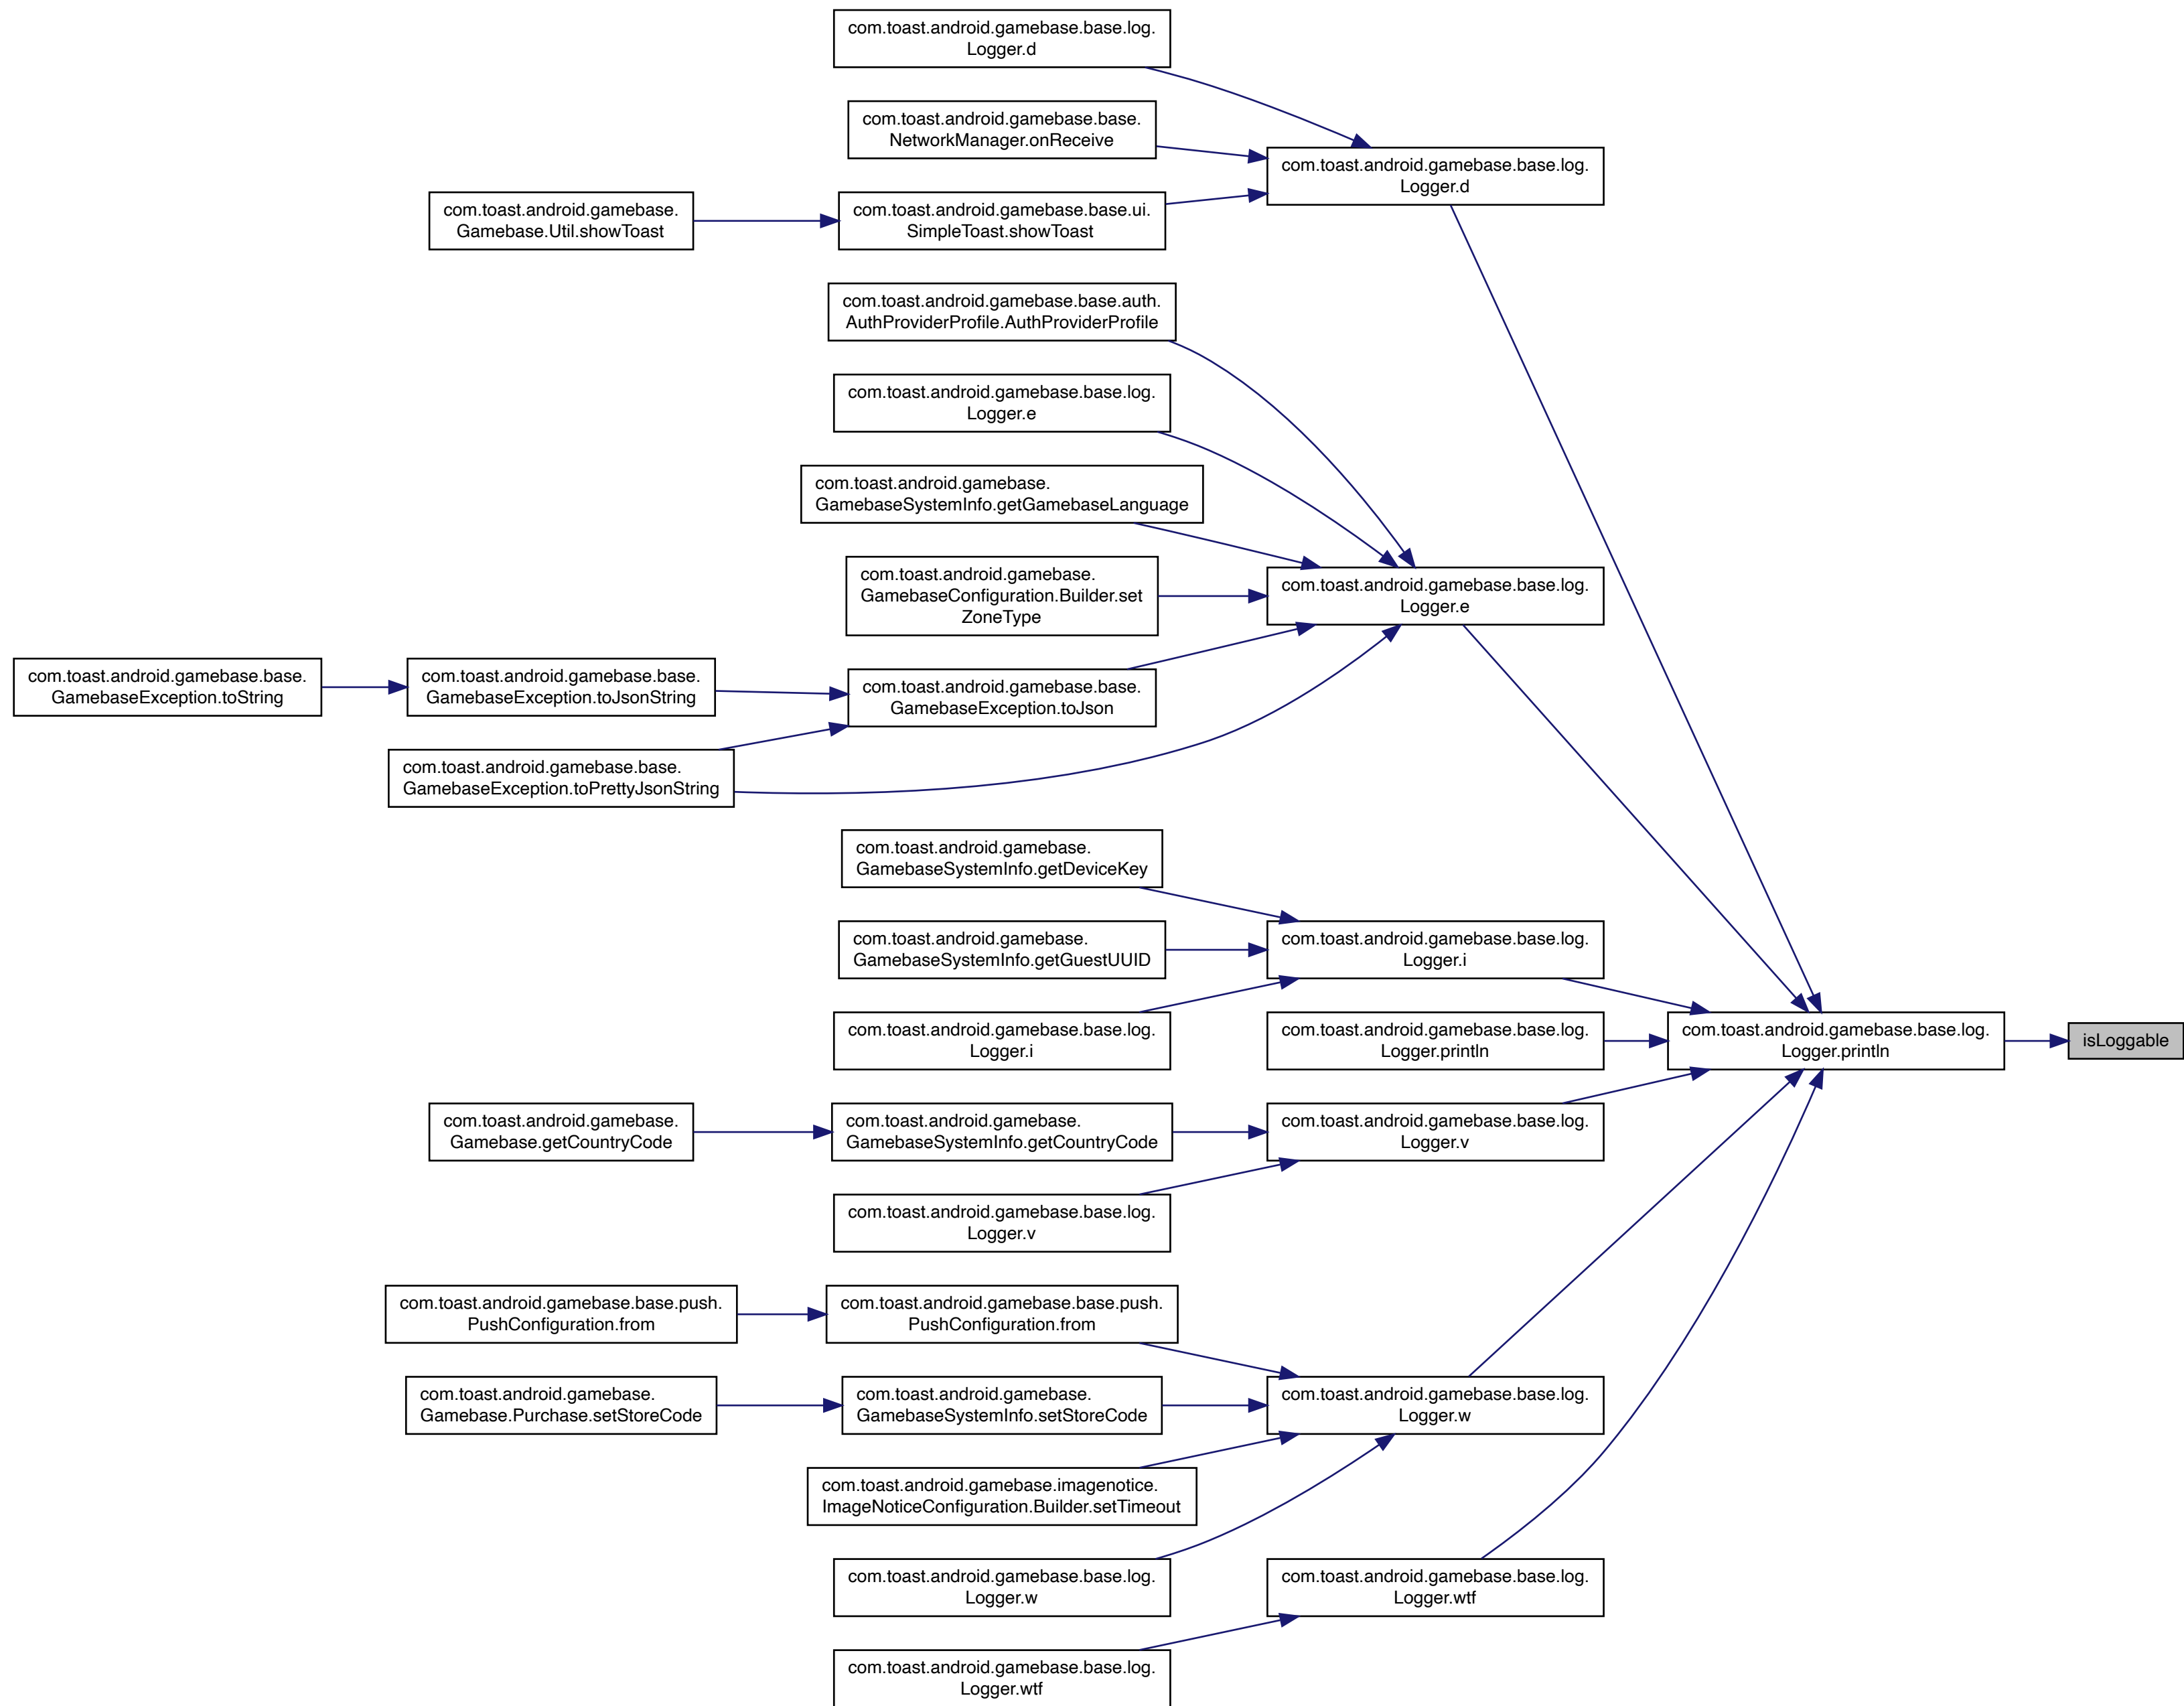 com.toast.android.gamebase.base.log.
Logger.d
com.toast.android.gamebase.base.
NetworkManager.onReceive
com.toast.android.gamebase.base.log.
Logger.d
com.toast.android.gamebase.
Gamebase.Util.showToast
com.toast.android.gamebase.base.ui.
SimpleToast.showToast
com.toast.android.gamebase.base.auth.
AuthProviderProfile.AuthProviderProfile
com.toast.android.gamebase.base.log.
Logger.e
com.toast.android.gamebase.
GamebaseSystemInfo.getGamebaseLanguage
com.toast.android.gamebase.
GamebaseConfiguration.Builder.set
ZoneType
com.toast.android.gamebase.base.log.
Logger.e
com.toast.android.gamebase.base.
GamebaseException.toString
com.toast.android.gamebase.base.
GamebaseException.toJsonString
com.toast.android.gamebase.base.
GamebaseException.toJson
com.toast.android.gamebase.base.
GamebaseException.toPrettyJsonString
com.toast.android.gamebase.
GamebaseSystemInfo.getDeviceKey
com.toast.android.gamebase.
GamebaseSystemInfo.getGuestUUID
com.toast.android.gamebase.base.log.
Logger.i
com.toast.android.gamebase.base.log.
Logger.i
com.toast.android.gamebase.base.log.
Logger.println
com.toast.android.gamebase.base.log.
Logger.println
isLoggable
com.toast.android.gamebase.
Gamebase.getCountryCode
com.toast.android.gamebase.
GamebaseSystemInfo.getCountryCode
com.toast.android.gamebase.base.log.
Logger.v
com.toast.android.gamebase.base.log.
Logger.v
com.toast.android.gamebase.base.push.
PushConfiguration.from
com.toast.android.gamebase.base.push.
PushConfiguration.from
com.toast.android.gamebase.
Gamebase.Purchase.setStoreCode
com.toast.android.gamebase.
GamebaseSystemInfo.setStoreCode
com.toast.android.gamebase.base.log.
Logger.w
com.toast.android.gamebase.imagenotice.
ImageNoticeConfiguration.Builder.setTimeout
com.toast.android.gamebase.base.log.
Logger.w
com.toast.android.gamebase.base.log.
Logger.wtf
com.toast.android.gamebase.base.log.
Logger.wtf